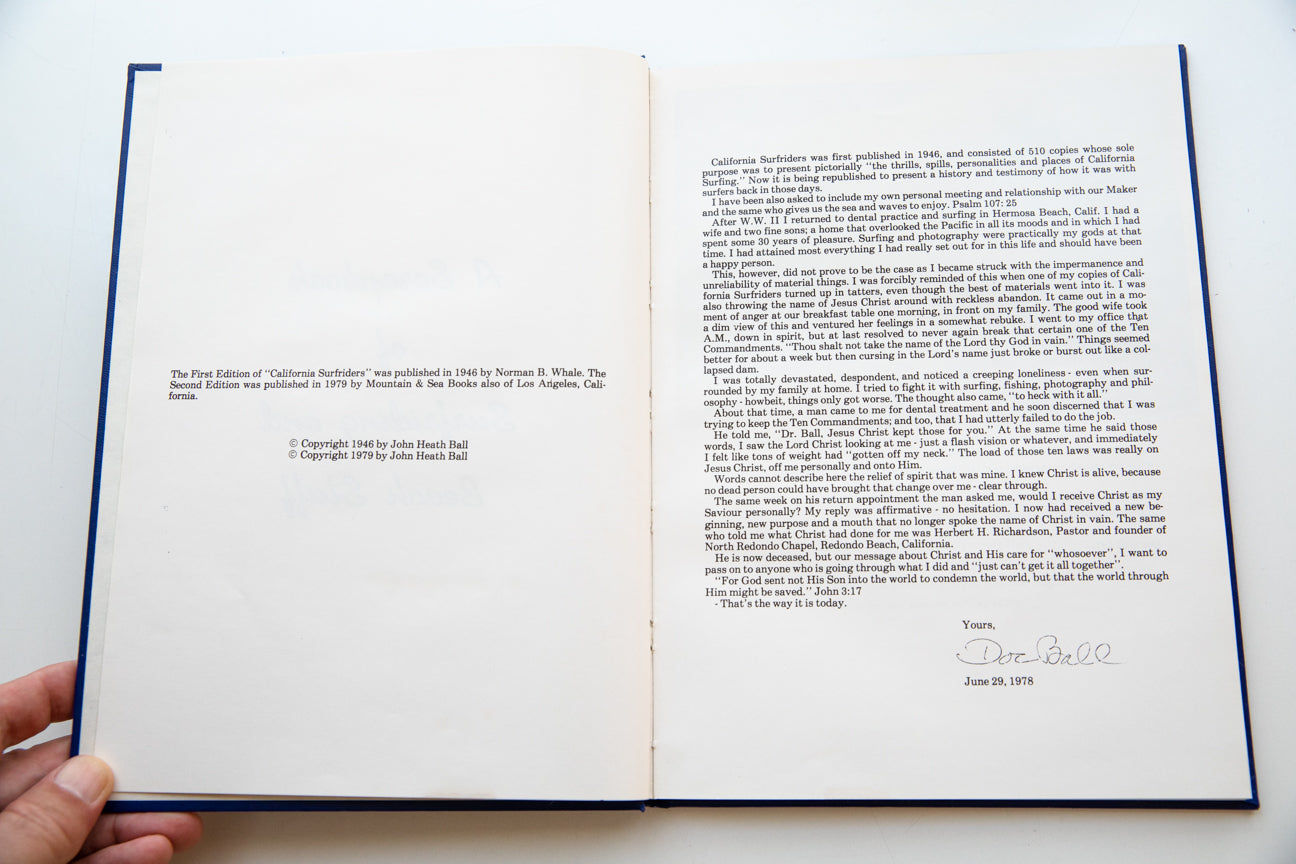 The First Edition of "California Surfriders" was published in 1946 by Norman B. Whale. The
Second Edition was published in 1979 by Mountain & Sea Books also of Los Angeles, Cali-
fornia.
© Copyright 1946 by John Heath Ball
© Copyright 1979 by John Heath Ball
California Surfriders was first published in 1946, and consisted of 510 copies whose sole
purpose was to present pictorially "the thrills, spills, personalities and places of California
Surfing." Now it is being republished to present a history and testimony of how it was with
surfers back in those days.
I have been also asked to include my own personal meeting and relationship with our Maker
and the same who gives us the sea and waves to enjoy. Psalm 107: 25
After W.W. II I returned to dental practice and surfing in Hermosa Beach, Calif. I had a
wife and two fine sons; a home that overlooked the Pacific in all its moods and in which I had
spent some 30 years of pleasure. Surfing and photography were practically my gods at that
time. I had attained most everything I had really set out for in this life and should have been
a happy person.
This, however, did not prove to be the case as I became struck with the impermanence and
unreliability of material things. I was forcibly reminded of this when one of my copies of Cali-
fornia Surfriders turned up in tatters, even though the best of materials went into it. I was
also throwing the name of Jesus Christ around with reckless abandon. It came out in a mo-
ment of anger at our breakfast table one morning, in front on my family. The good wife took
a dim view of this and ventured her feelings in a somewhat rebuke. I went to my office that
A.M., down in spirit, but at last resolved to never again break that certain one of the Ten
Commandments. "Thou shalt not take the name of the Lord thy God in vain." Things seemed
better for about a week but then cursing in the Lord's name just broke or burst out like a col-
lapsed dam.
I was totally devastated, despondent, and noticed a creeping loneliness - even when sur-
rounded by my family at home. I tried to fight it with surfing, fishing, photography and phil-
osophy - howbeit, things only got worse. The thought also came, "to heck with it all."
About that time, a man came to me for dental treatment and he soon discerned that I was
trying to keep the Ten Commandments; and too, that I had utterly failed to do the job.
He told me, "Dr. Ball, Jesus Christ kept those for you." At the same time he said those
words, I saw the Lord Christ looking at me - just a flash vision or whatever, and immediately
I felt like tons of weight had "gotten off my neck." The load of those ten laws was really on
Jesus Christ, off me personally and onto Him.
Words cannot describe here the relief of spirit that was mine. I knew Christ is alive, because
no dead person could have brought that change over me - clear through.
The same week on his return appointment the man asked me, would I receive Christ as my
Saviour personally? My reply was affirmative - no hesitation. I now had received a new be-
ginning, new purpose and a mouth that no longer spoke the name of Christ in vain. The same
who told me what Christ had done for me was Herbert H. Richardson, Pastor and founder of
North Redondo Chapel, Redondo Beach, California.
He is now deceased, but our message about Christ and His care for "whosoever", I want to
pass on to anyone who is going through what I did and "just can't get it all together".
"For God sent not His Son into the world to condemn the world, but that the world through
Him might be saved." John 3:17
- That's the way it is today.
Yours,
Doc Ball
June 29, 1978